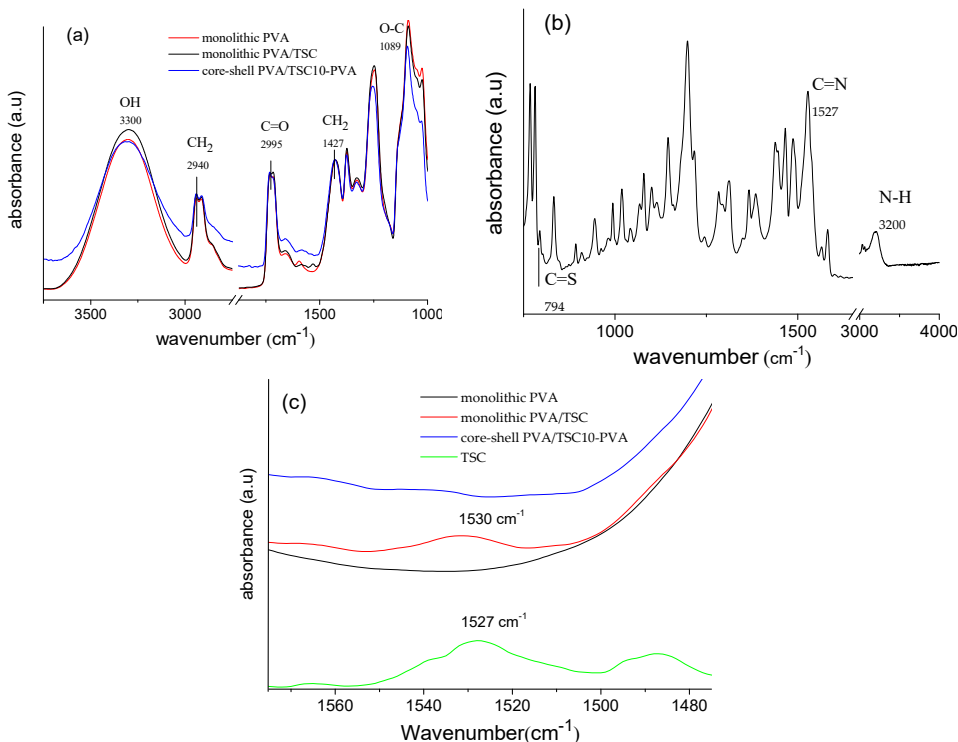 (a)
monolithic PVA
monolithic PVA/TSC
core-shell PVA/TSC10-PVA
O-C
1089
OH
3300
CH2
2940
C=O
2995
CH2
1427
absorbance (a.u)
3500
3000
1500
1000
wavenumber (cm-1)
(b)
C=N
1527
N-H
3200
C=S
794
absorbance (a.u)
1000
1500
3000
4000
wavenumber (cm-1)
(c)
monolithic PVA
monolithic PVA/TSC
core-shell PVA/TSC10-PVA
TSC
1530 cm-1
1527 cm-1
absorbance (a.u)
1560
1540
1520
1500
1480
Wavenumber(cm-1)